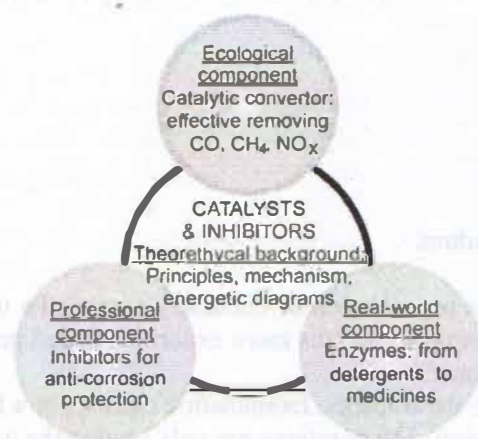 Ecological
component
Catalytic convertor:
effective removing
CO, CH4, NOx
CATALYSTS
& INHIBITORS
Theorethycal background.
Principles, mechanism,
energetic diagrams
Professional
component
Inhibitors for
anti-corrosion
protection
Real-world
component
Enzymes: from
detergents to
medicines